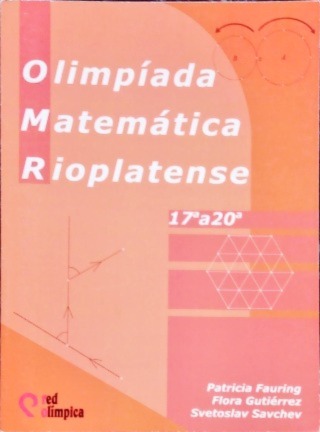 Olimpíada
Matemática
Rioplatense
17ªa20ª
Patricia Fauring
Flora Gutiérrez
Svetoslav Savchev
red
olímpica